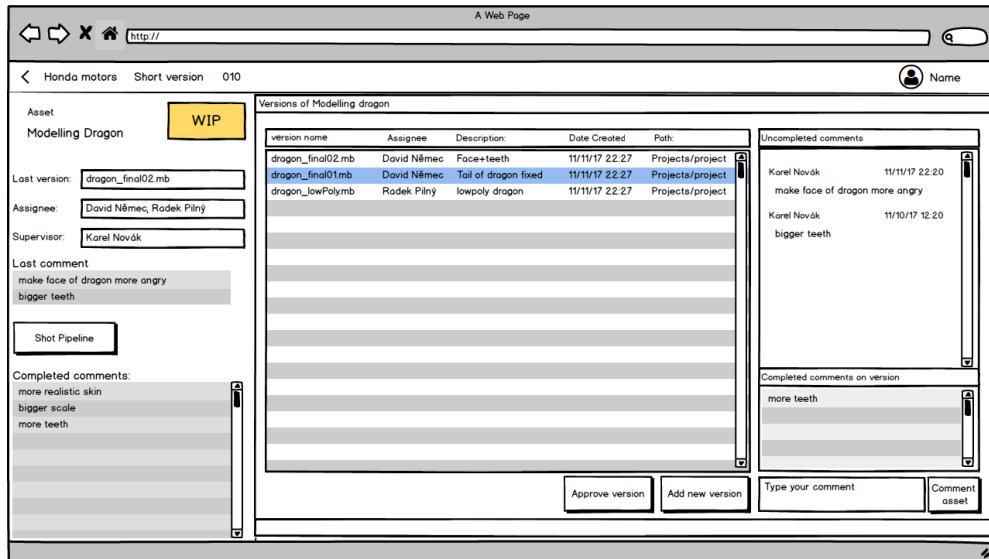 A Web Page
http://
Honda motors Short version 010
Name
Asset
Modelling Dragon
WIP
Last version: dragon_final02.mb
Assignee: David Němec, Radek Pilný
Supervisor: Karel Novák
Last comment
make face of dragon more angry
bigger teeth
Shot Pipeline
Completed comments:
more realistic skin
bigger scale
more teeth
Versions of Modelling dragon
version name Assignee Description: Date Created Path:
dragon_final02.mb David Němec Face+teeth 11/11/17 22:27 Projects/project
dragon_final01.mb David Němec Tail of dragon fixed 11/11/17 22:27 Projects/project
dragon_lowPoly.mb Radek Pilný lowpoly dragon 11/11/17 22:27 Projects/project
Approve version
Add new version
Uncompleted comments
Karel Novák 11/11/17 22:20
make face of dragon more angry
Karel Novák 11/10/17 12:20
bigger teeth
Completed comments on version
more teeth
Type your comment
Comment
asset